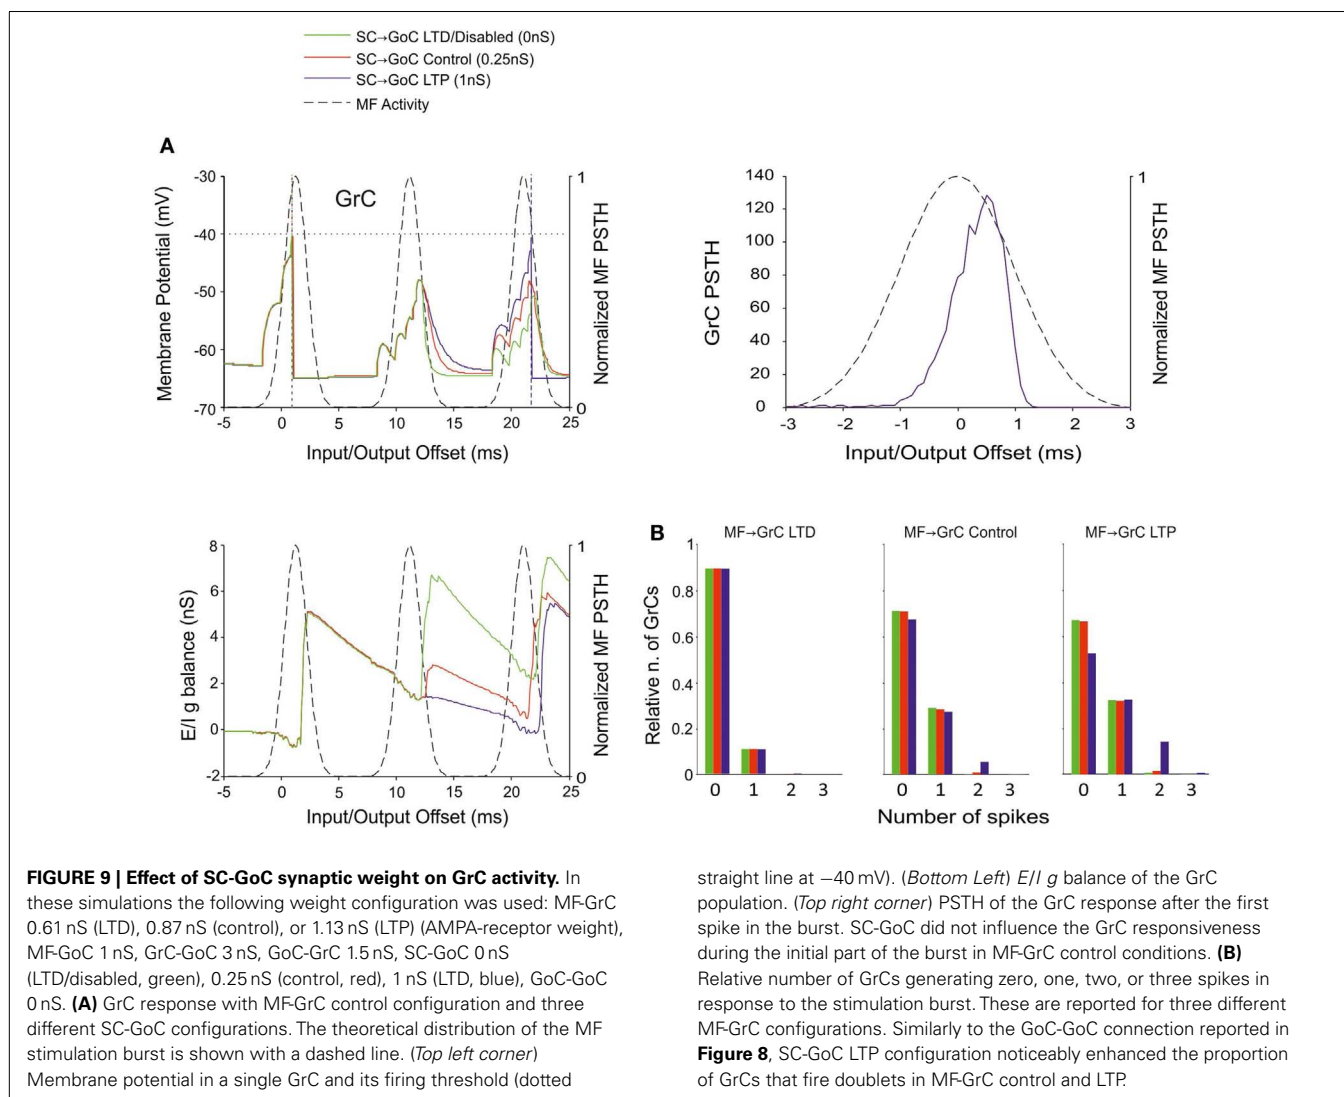 SC→GoC LTD/Disabled (0nS)
SC→GoC Control (0.25nS)
SC→GoC LTP (1nS)
MF Activity
A
-30
-40
-50
-60
-70
Membrane Potential (mV)
GrC
1
0
Normalized MF PSTH
-5 0 5 10 15 20 25
Input/Output Offset (ms)
140
120
100
80
60
40
20
0
GrC PSTH
1
Normalized MF PSTH
-3 -2 -1 0 1 2 3
Input/Output Offset (ms)
8
6
4
2
0
-2
E/I g balance (nS)
1
0
Normalized MF PSTH
-5 0 5 10 15 20 25
Input/Output Offset (ms)
B
MF→GrC LTD
MF→GrC Control
MF→GrC LTP
1
0.8
0.6
0.4
0.2
0
Relative n. of GrCs
0 1 2 3
0 1 2 3
0 1 2 3
Number of spikes
FIGURE 9 | Effect of SC-GoC synaptic weight on GrC activity. In
these simulations the following weight configuration was used: MF-GrC
0.61 nS (LTD), 0.87 nS (control), or 1.13 nS (LTP) (AMPA-receptor weight),
MF-GoC 1 nS, GrC-GoC 3 nS, GoC-GrC 1.5 nS, SC-GoC 0 nS
(LTD/disabled, green), 0.25 nS (control, red), 1 nS (LTD, blue), GoC-GoC
0 nS. (A) GrC response with MF-GrC control configuration and three
different SC-GoC configurations. The theoretical distribution of the MF
stimulation burst is shown with a dashed line. (Top left corner)
Membrane potential in a single GrC and its firing threshold (dotted
straight line at −40 mV). (Bottom Left) E/I g balance of the GrC
population. (Top right corner) PSTH of the GrC response after the first
spike in the burst. SC-GoC did not influence the GrC responsiveness
during the initial part of the burst in MF-GrC control conditions. (B)
Relative number of GrCs generating zero, one, two, or three spikes in
response to the stimulation burst. These are reported for three different
MF-GrC configurations. Similarly to the GoC-GoC connection reported in
Figure 8, SC-GoC LTP configuration noticeably enhanced the proportion
of GrCs that fire doublets in MF-GrC control and LTP.